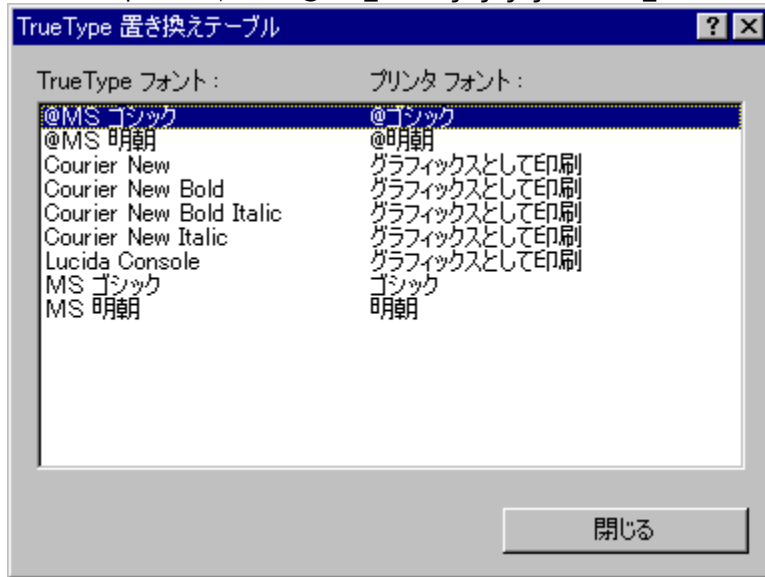 TrueType 置き換えテーブル
TrueType フォント： プリンタ フォント：
@MS ゴシック @ゴシック
@MS 明朝 @明朝
Courier New グラフィックスとして印刷
Courier New Bold グラフィックスとして印刷
Courier New Bold Italic グラフィックスとして印刷
Courier New Italic グラフィックスとして印刷
Lucida Console グラフィックスとして印刷
MS ゴシック ゴシック
MS 明朝 明朝
閉じる